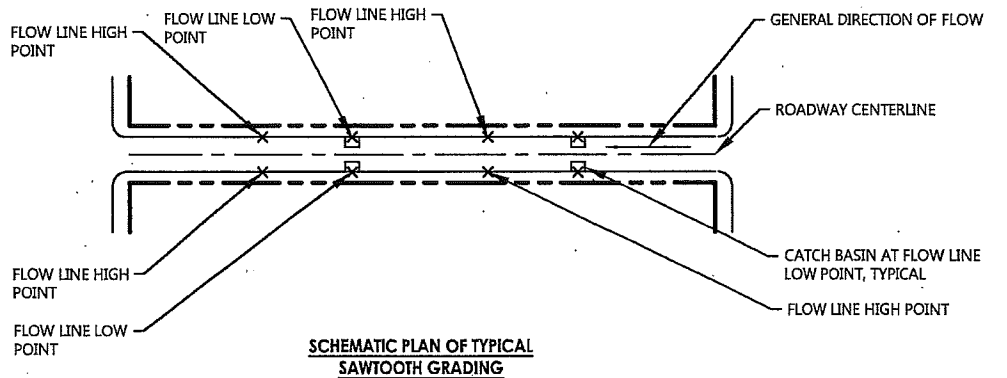 FLOW LINE HIGH
POINT
FLOW LINE LOW
POINT
FLOW LINE HIGH
POINT
GENERAL DIRECTION OF FLOW
ROADWAY CENTERLINE
FLOW LINE HIGH
POINT
FLOW LINE LOW
POINT
CATCH BASIN AT FLOW LINE
LOW POINT, TYPICAL
FLOW LINE HIGH POINT
SCHEMATIC PLAN OF TYPICAL
SAWTOOTH GRADING